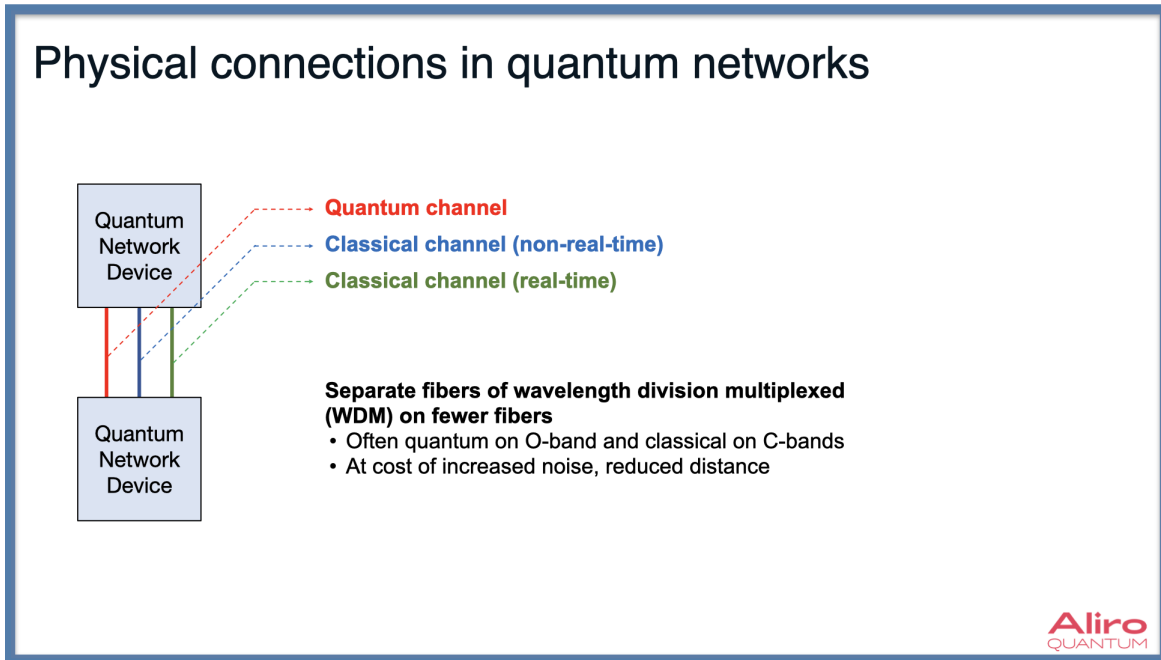 Physical connections in quantum networks
Quantum
Network
Device
Quantum channel
Classical channel (non-real-time)
Classical channel (real-time)
Quantum
Network
Device
Separate fibers of wavelength division multiplexed
(WDM) on fewer fibers
• Often quantum on O-band and classical on C-bands
• At cost of increased noise, reduced distance
Aliro
QUANTUM